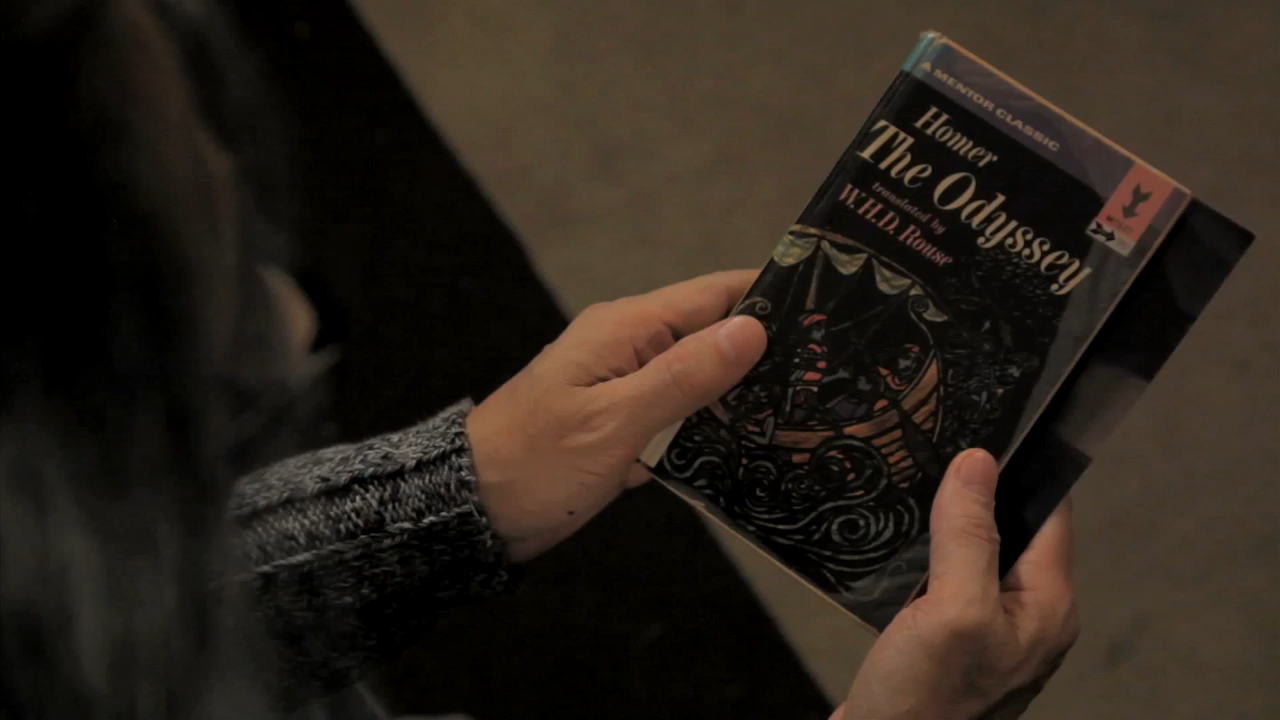 A MENTOR CLASSIC
Homer
The Odyssey
translated by
W.H.D. Rouse